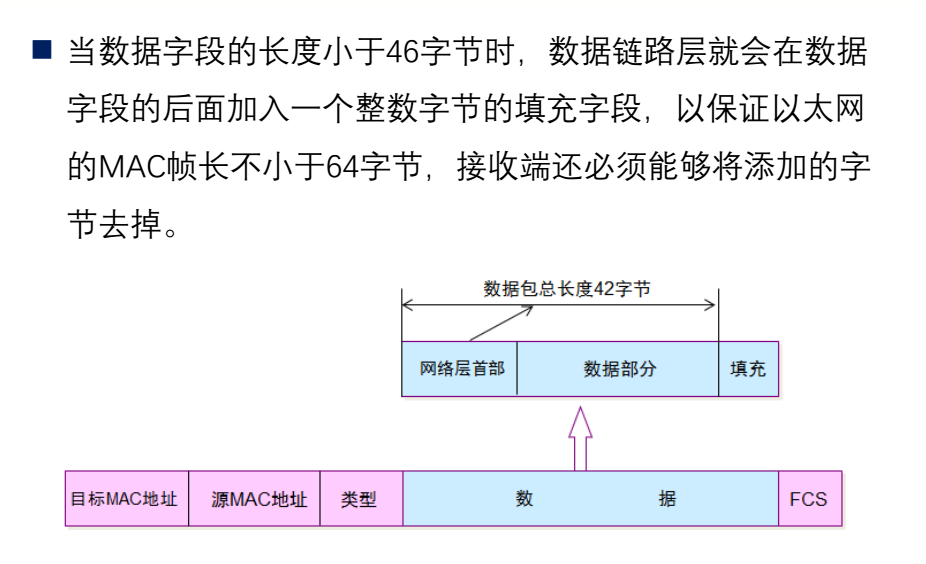 当数据字段的长度小于46字节时，数据链路层就会在数据
字段的后面加入一个整数字节的填充字段，以保证以太网
的MAC帧长不小于64字节，接收端还必须能够将添加的字
节去掉。
数据包总长度42字节
网络层首部 数据部分 填充
目标MAC地址 源MAC地址 类型 数 据 FCS